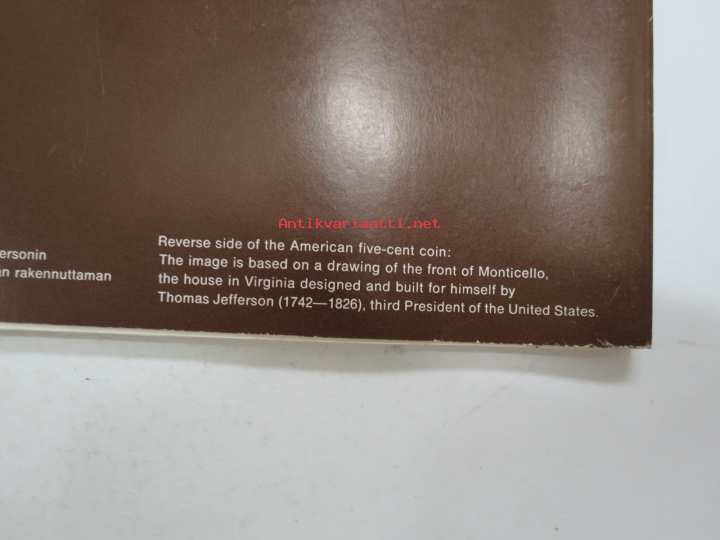 Antikvariaatti.net
ersonin
n rakennuttaman
Reverse side of the American five-cent coin:
The image is based on a drawing of the front of Monticello,
the house in Virginia designed and built for himself by
Thomas Jefferson (1742—1826), third President of the United States.